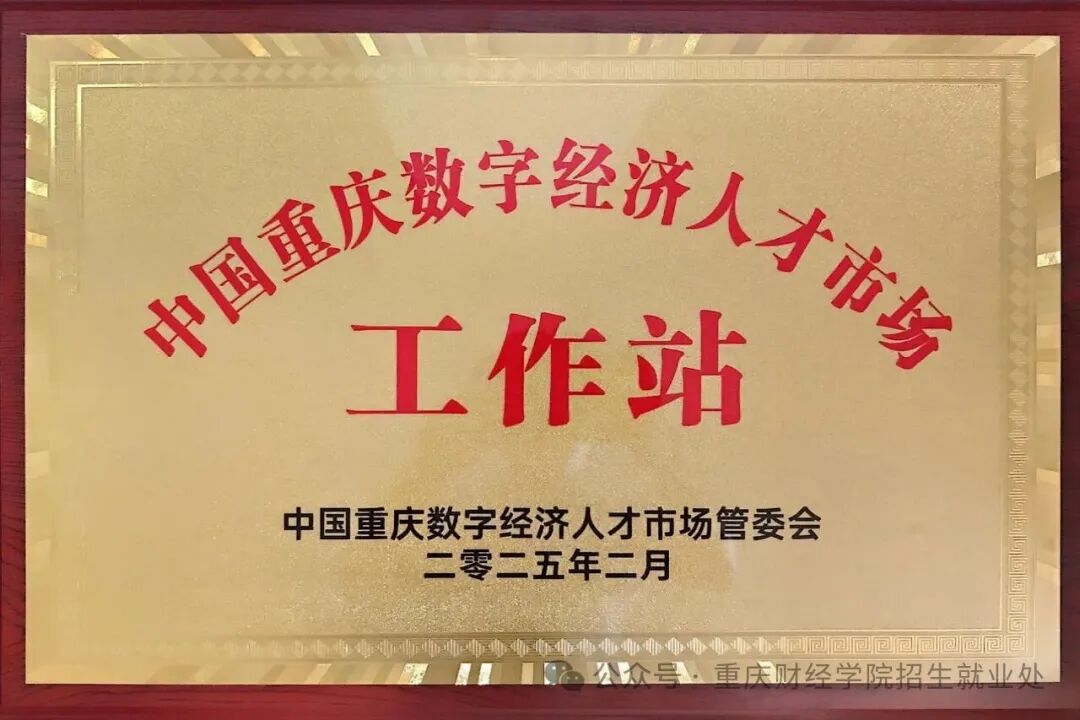 中国重庆数字经济人才市场
工作站
中国重庆数字经济人才市场管委会
二零二五年二月
公众号·重庆财经学院招生就业处